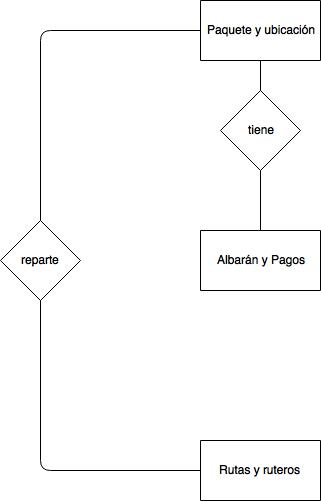 Paquete y ubicación
tiene
Albarán y Pagos
reparte
Rutas y ruteros